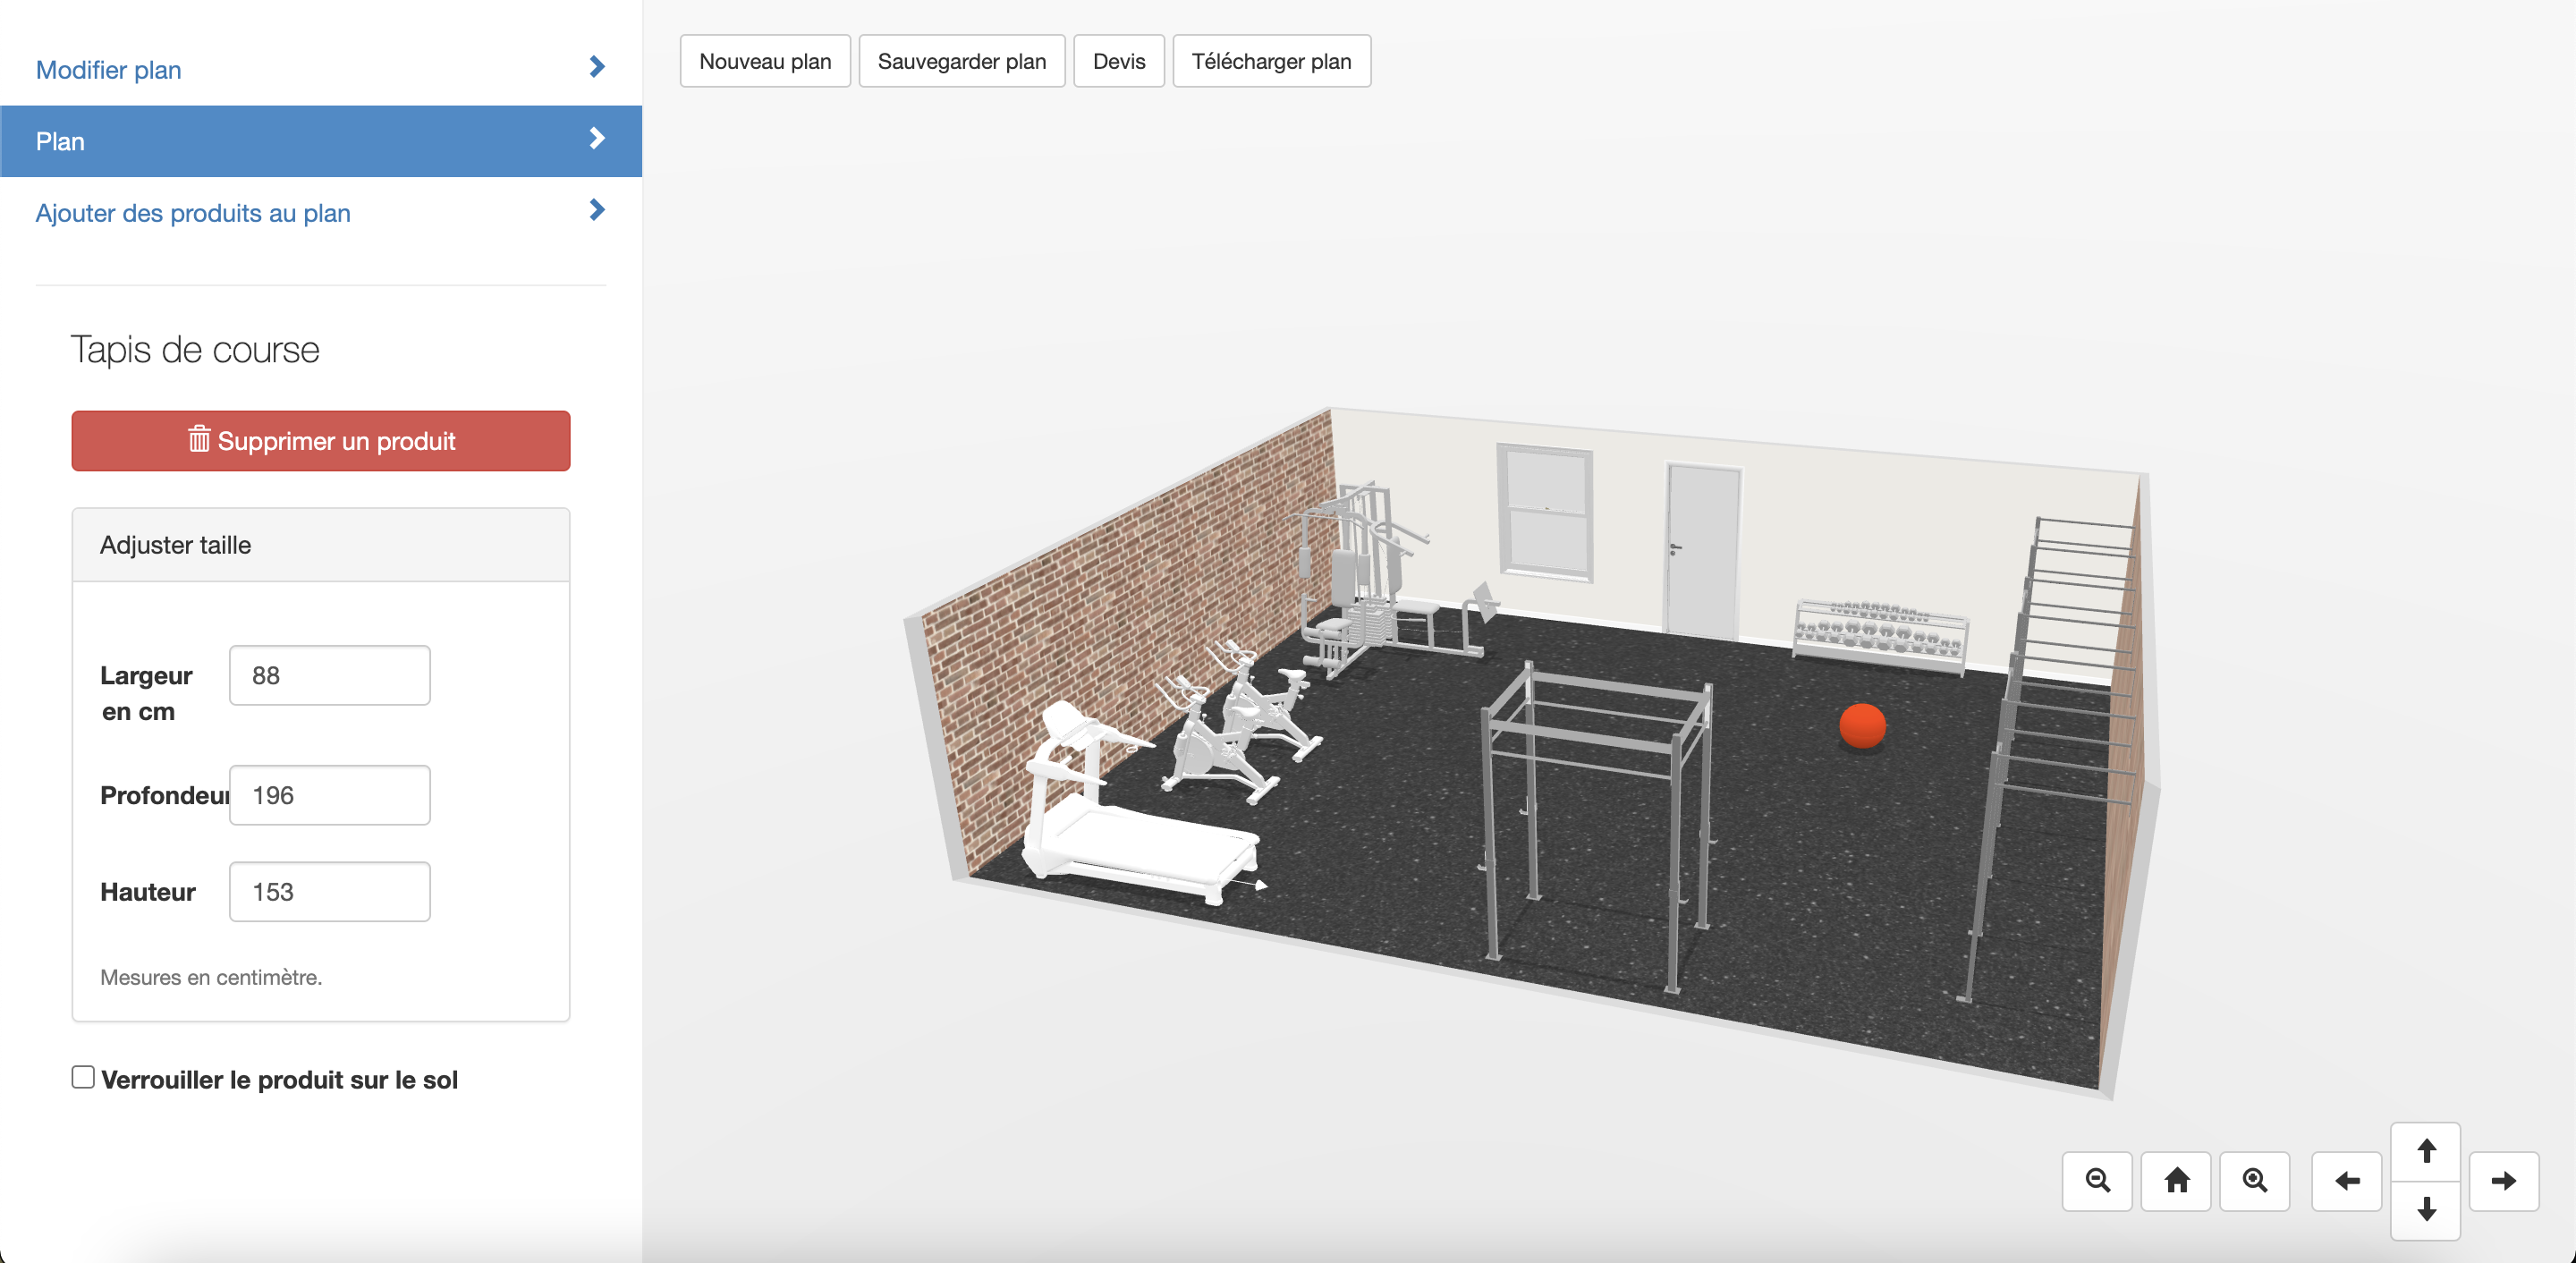 Modifier plan
Plan
Ajouter des produits au plan
Nouveau plan
Sauvegarder plan
Devis
Télécharger plan
Tapis de course
Supprimer un produit
Adjuster taille
Largeur
en cm
88
Profondeur
196
Hauteur
153
Mesures en centimètre.
Verrouiller le produit sur le sol